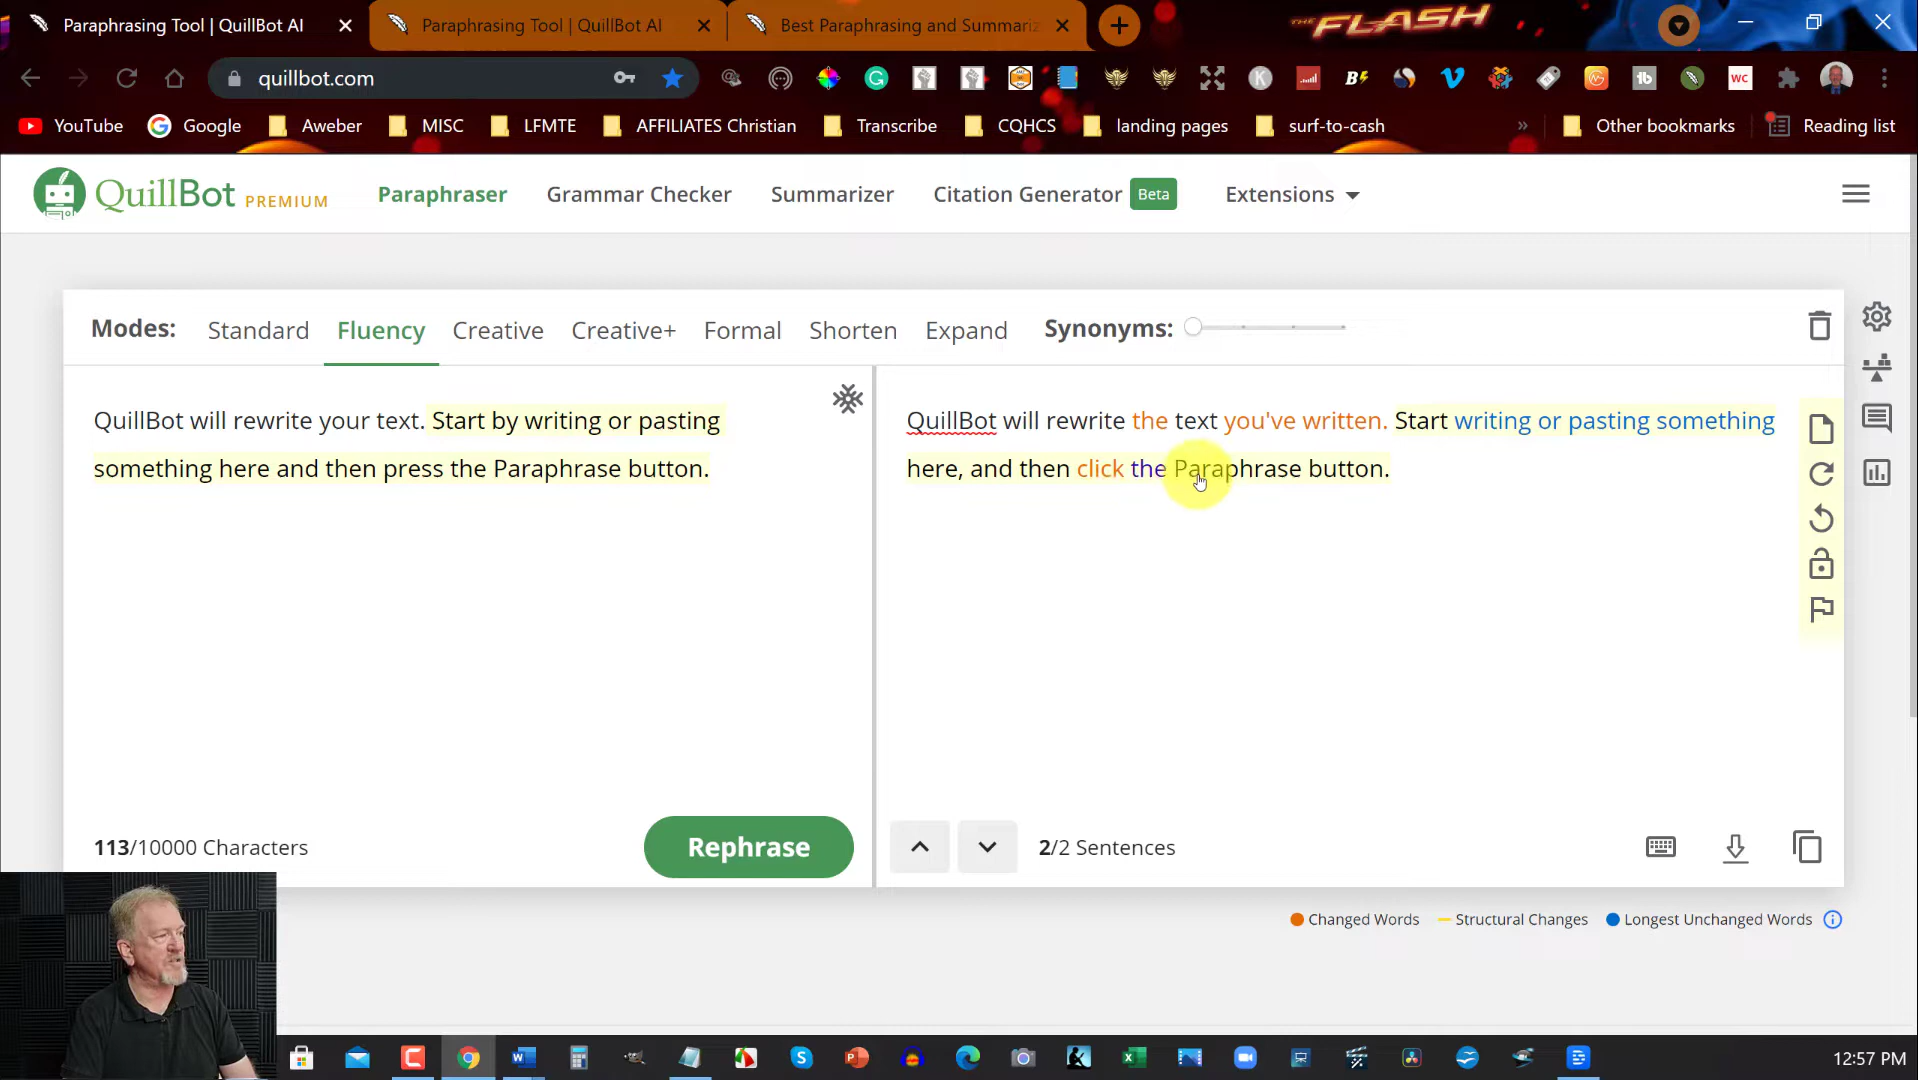 Paraphrasing Tool | QuillBot AI
Paraphrasing Tool | QuillBot AI
Best Paraphrasing and Summariz
THE FLASH
quillbot.com
YouTube Google Aweber MISC LFMTE AFFILIATES Christian Transcribe CQHCS landing pages surf-to-cash » Other bookmarks Reading list
QuillBot PREMIUM Paraphraser Grammar Checker Summarizer Citation Generator Beta Extensions
Modes: Standard Fluency Creative Creative+ Formal Shorten Expand Synonyms:
QuillBot will rewrite your text. Start by writing or pasting
something here and then press the Paraphrase button.
QuillBot will rewrite the text you've written. Start writing or pasting something
here, and then click the Paraphrase button.
113/10000 Characters
Rephrase
2/2 Sentences
Changed Words Structural Changes Longest Unchanged Words
12:57 PM